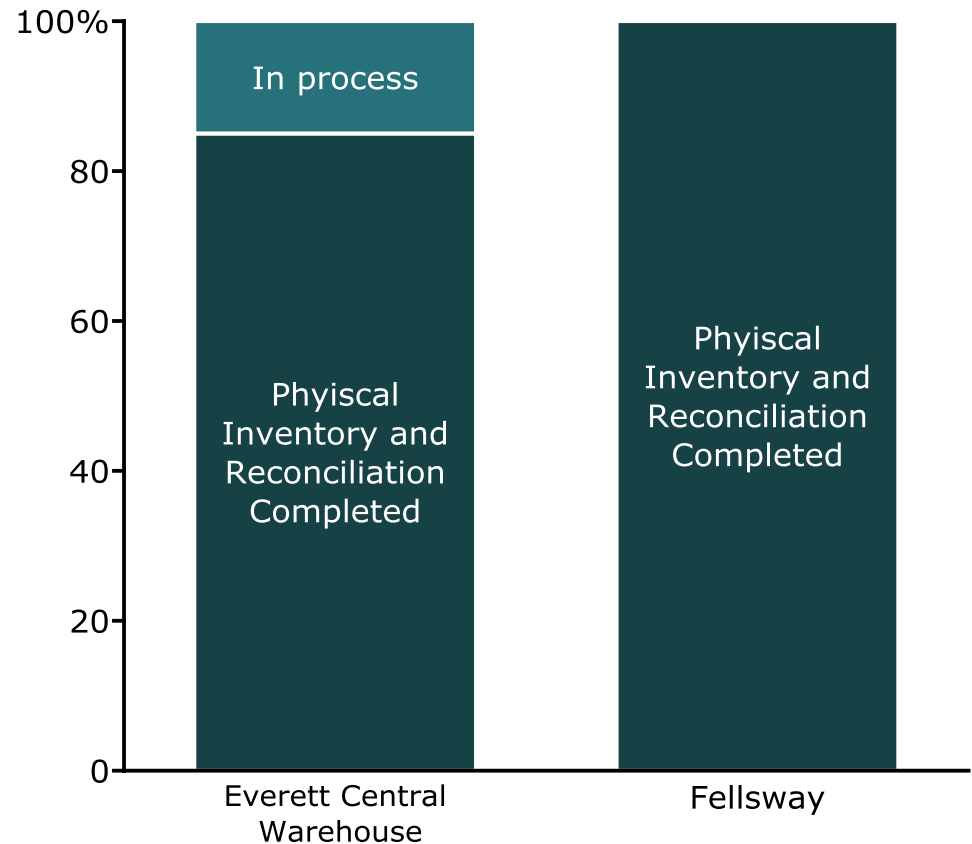 100%
80
60
40
20
0
In process
Phyiscal
Inventory and
Reconciliation
Completed
Phyiscal
Inventory and
Reconciliation
Completed
Everett Central
Warehouse
Fellsway